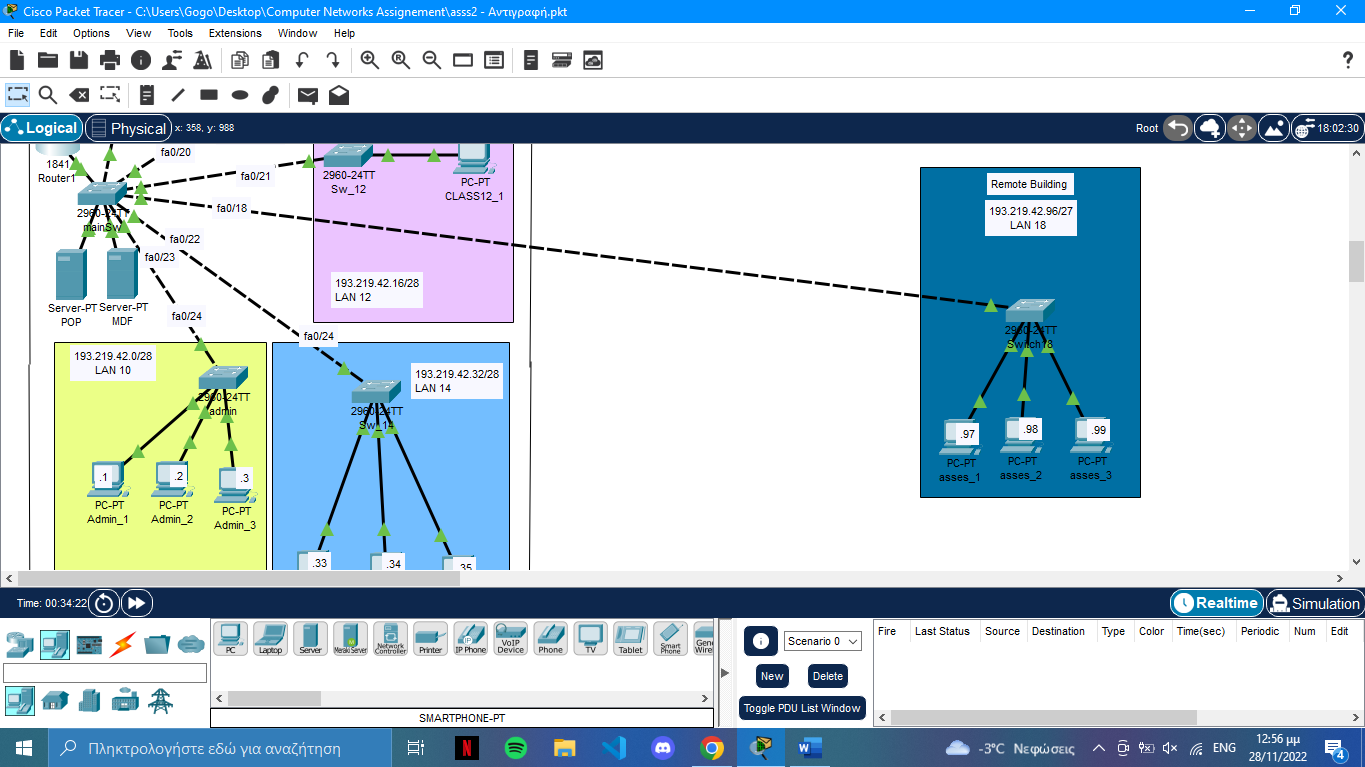 Cisco Packet Tracer - C:\Users\Gogo\Desktop\Computer Networks Assignement\asss2 - Αντιγραφή.pkt
File Edit Options View Tools Extensions Window Help
Logical Physical x: 358, y: 988 Root 18:02:30
1841
Router1
fa0/20
fa0/21
fa0/18
2960-24TT
mainSw
fa0/22
fa0/23
Server-PT
POP
Server-PT
MDF
fa0/24
fa0/24
2960-24TT
Sw_12
PC-PT
CLASS12_1
193.219.42.16/28
LAN 12
193.219.42.0/28
LAN 10
2960-24TT
admin
.1
.2
.3
PC-PT
Admin_1
PC-PT
Admin_2
PC-PT
Admin_3
193.219.42.32/28
LAN 14
2960-24TT
Sw_14
.33
.34
.35
Remote Building
193.219.42.96/27
LAN 18
2960-24TT
Switch18
.97
.98
.99
PC-PT
asses_1
PC-PT
asses_2
PC-PT
asses_3
Time: 00:34:22 Realtime Simulation
PC Laptop Server Meraki Server Network Controller Printer IP Phone VoIP Device Phone TV Tablet Smart Phone
SMARTPHONE-PT
Scenario 0
New Delete
Toggle PDU List Window
Fire Last Status Source Destination Type Color Time(sec) Periodic Num Edit
Πληκτρολογήστε εδώ για αναζήτηση
-3°C Νεφώσεις ENG
12:56 μμ
28/11/2022
4